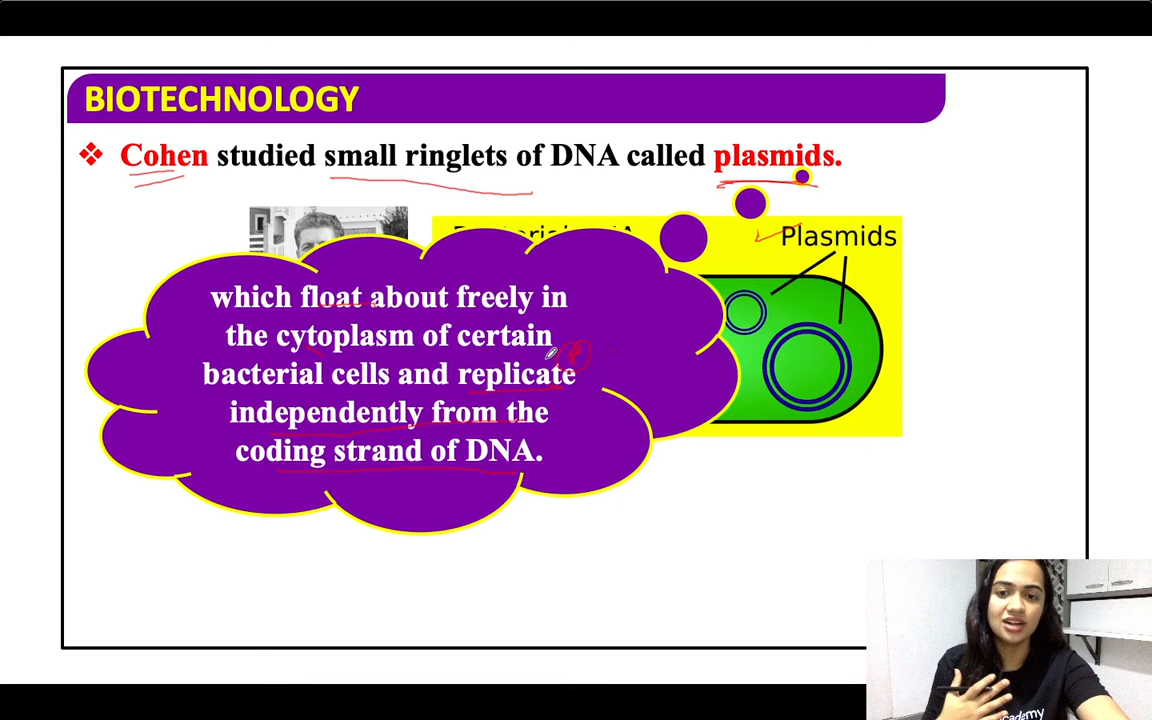 BIOTECHNOLOGY
❖ Cohen studied small ringlets of DNA called plasmids.
Plasmids
which float about freely in
the cytoplasm of certain
bacterial cells and replicate
independently from the
coding strand of DNA.